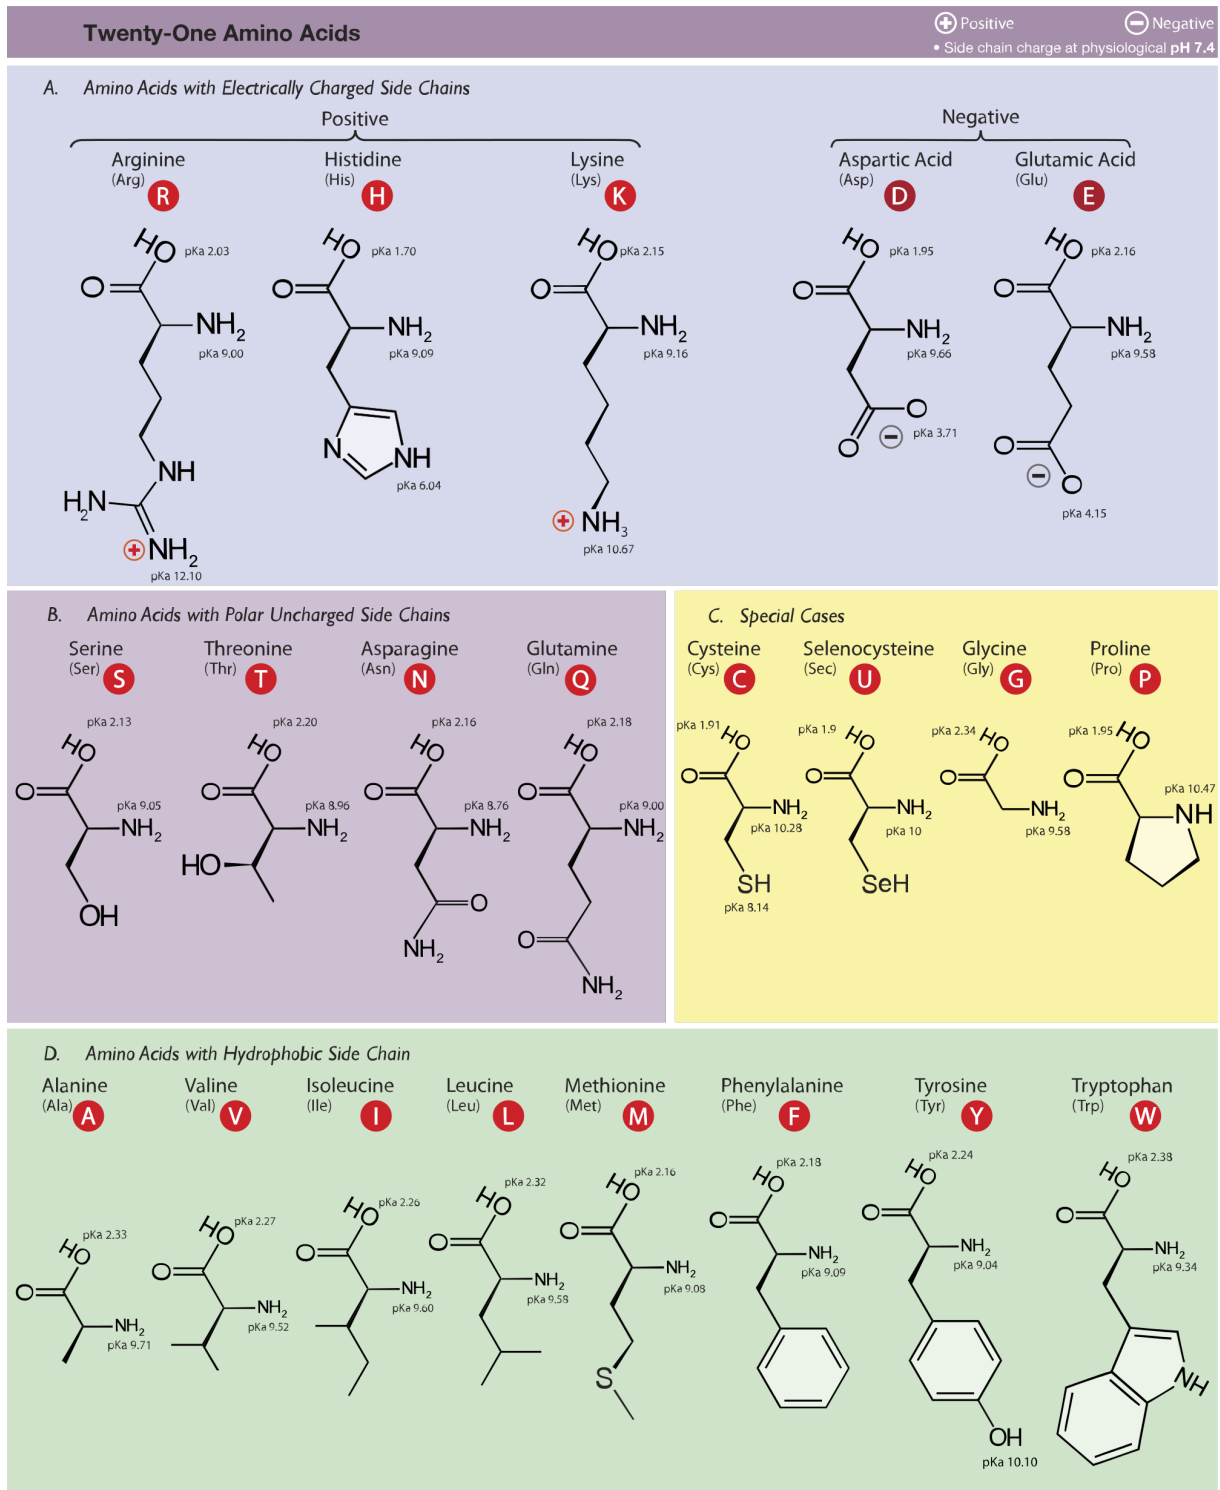 Twenty-One Amino Acids
+ Positive
− Negative
• Side chain charge at physiological pH 7.4
A. Amino Acids with Electrically Charged Side Chains
Positive
Negative
Arginine
(Arg)
R
HO
pKa 2.03
O
NH2
pKa 9.00
NH
H2N
+ NH2
pKa 12.10
Histidine
(His)
H
HO
pKa 1.70
O
NH2
pKa 9.09
N
NH
pKa 6.04
Lysine
(Lys)
K
HO
pKa 2.15
O
NH2
pKa 9.16
+ NH3
pKa 10.67
Aspartic Acid
(Asp)
D
HO
pKa 1.95
O
NH2
pKa 9.66
O
O
−
pKa 3.71
Glutamic Acid
(Glu)
E
HO
pKa 2.16
O
NH2
pKa 9.58
O
−
O
pKa 4.15
B. Amino Acids with Polar Uncharged Side Chains
Serine
(Ser)
S
pKa 2.13
HO
O
pKa 9.05
NH2
OH
Threonine
(Thr)
T
pKa 2.20
HO
O
pKa 8.96
NH2
HO
Asparagine
(Asn)
N
pKa 2.16
HO
O
pKa 8.76
NH2
O
NH2
Glutamine
(Gln)
Q
pKa 2.18
HO
O
pKa 9.00
NH2
O
NH2
C. Special Cases
Cysteine
(Cys)
C
pKa 1.91
HO
O
NH2
pKa 10.28
SH
pKa 8.14
Selenocysteine
(Sec)
U
pKa 1.9
HO
O
NH2
pKa 10
SeH
Glycine
(Gly)
G
pKa 2.34
HO
O
NH2
pKa 9.58
Proline
(Pro)
P
pKa 1.95
HO
O
pKa 10.47
NH
D. Amino Acids with Hydrophobic Side Chain
Alanine
(Ala)
A
pKa 2.33
HO
O
NH2
pKa 9.71
Valine
(Val)
V
pKa 2.27
HO
O
NH2
pKa 9.52
Isoleucine
(Ile)
I
pKa 2.26
HO
O
NH2
pKa 9.60
Leucine
(Leu)
L
pKa 2.32
HO
O
NH2
pKa 9.58
Methionine
(Met)
M
pKa 2.16
HO
O
NH2
pKa 9.08
S
Phenylalanine
(Phe)
F
pKa 2.18
HO
O
NH2
pKa 9.09
Tyrosine
(Tyr)
Y
pKa 2.24
HO
O
NH2
pKa 9.04
OH
pKa 10.10
Tryptophan
(Trp)
W
pKa 2.38
HO
O
NH2
pKa 9.34
NH